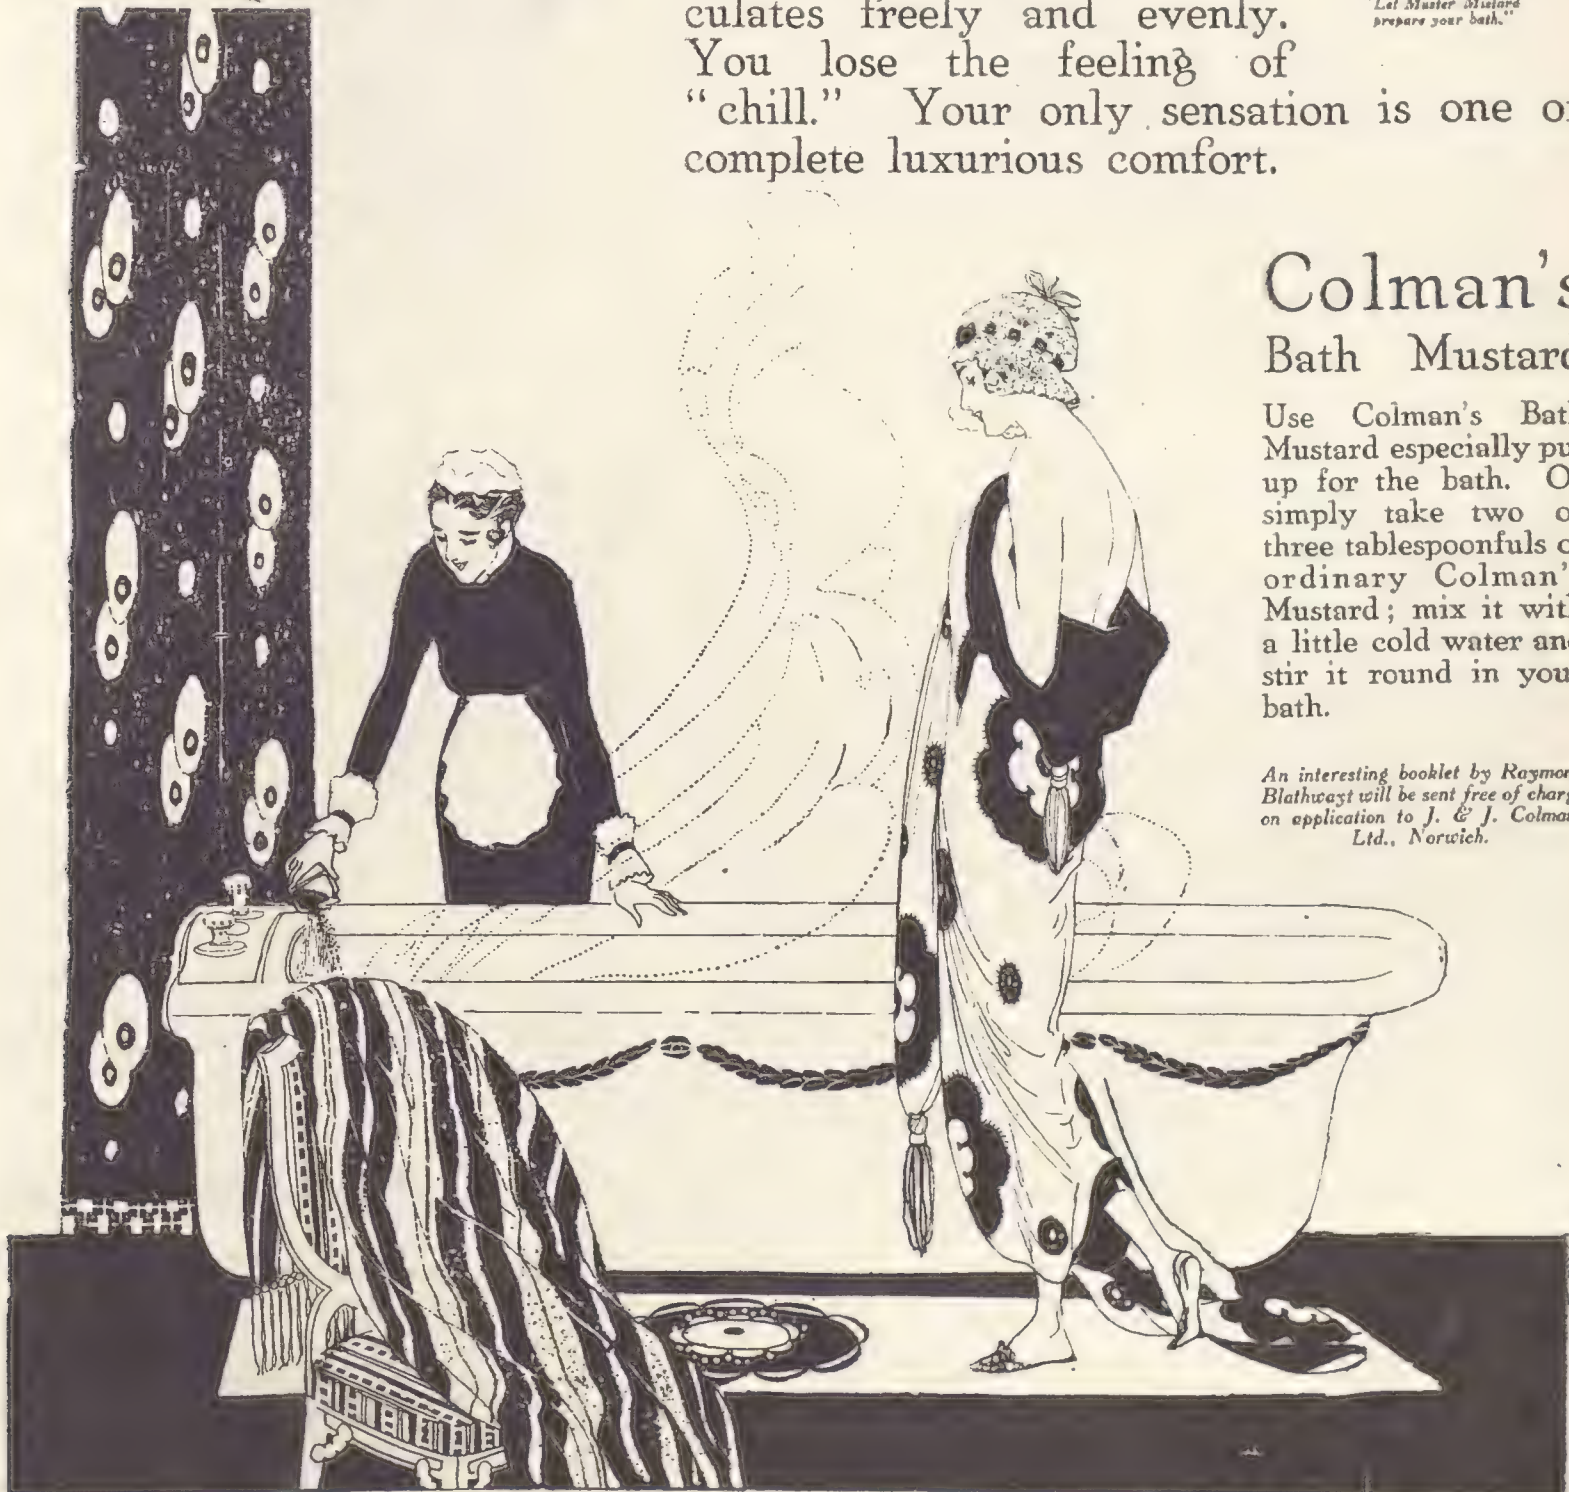 culates freely and evenly.
You lose the feeling of
“chill.” Your only sensation is one
complete luxurious comfort.
"Let Master Mustard
prepare your bath."
Colman's
Bath Mustard
Use Colman's Bat
Mustard especially pu
up for the bath. O
simply take two o
three tablespoonfuls o
ordinary Colman'
Mustard; mix it wit
a little cold water an
stir it round in you
bath.
An interesting booklet by Raymon
Blathwayt will be sent free of charg
on application to J. & J. Colma
Ltd., Norwich.